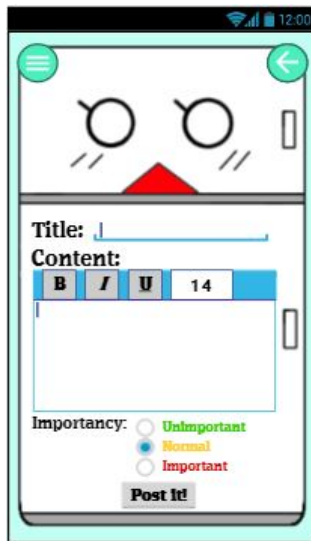 12:00
Title:
Content:
B I U 14
Importancy:
Unimportant
Normal
Important
Post it!